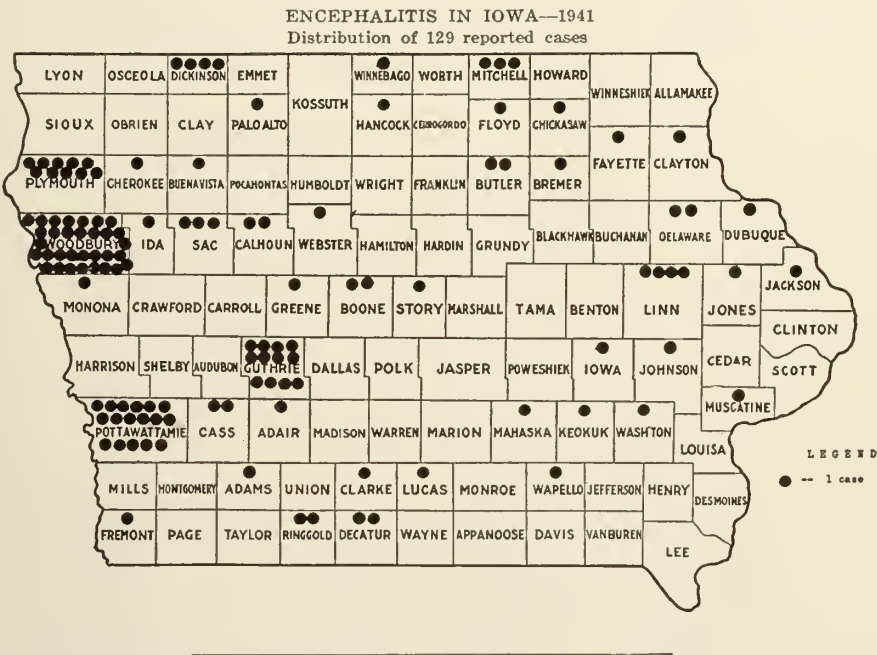 ENCEPHALITIS IN IOWA—1941
Distribution of 129 reported cases
LYON OSCEOLA DICKINSON EMMET WINNEBAGO WORTH MITCHELL HOWARD
WINNESHIEK ALLAMAKEE
KOSSUTH
SIOUX OBRIEN CLAY PALO ALTO HANCOCK CERROGORDO FLOYD CHICKASAW
FAYETTE CLAYTON
PLYMOUTH CHEROKEE BUENAVISTA POCAHONTAS HUMBOLDT WRIGHT FRANKLIN BUTLER BREMER
WOODBURY IDA SAC CALHOUN WEBSTER HAMILTON HARDIN GRUNDY BLACKHAWK BUCHANAN DELAWARE DUBUQUE
MONONA CRAWFORD CARROLL GREENE BOONE STORY MARSHALL TAMA BENTON LINN JONES JACKSON
CLINTON
HARRISON SHELBY AUDUBON GUTHRIE DALLAS POLK JASPER POWESHIEK IOWA JOHNSON CEDAR SCOTT
MUSCATINE
POTTAWATTAMIE CASS ADAIR MADISON WARREN MARION MAHASKA KEOKUK WASH'TON
LOUISA
LEGEND
-- 1 case
MILLS MONTGOMERY ADAMS UNION CLARKE LUCAS MONROE WAPELLO JEFFERSON HENRY DESMOINES
FREMONT PAGE TAYLOR RINGGOLD DECATUR WAYNE APPANOOSE DAVIS VANBUREN
LEE